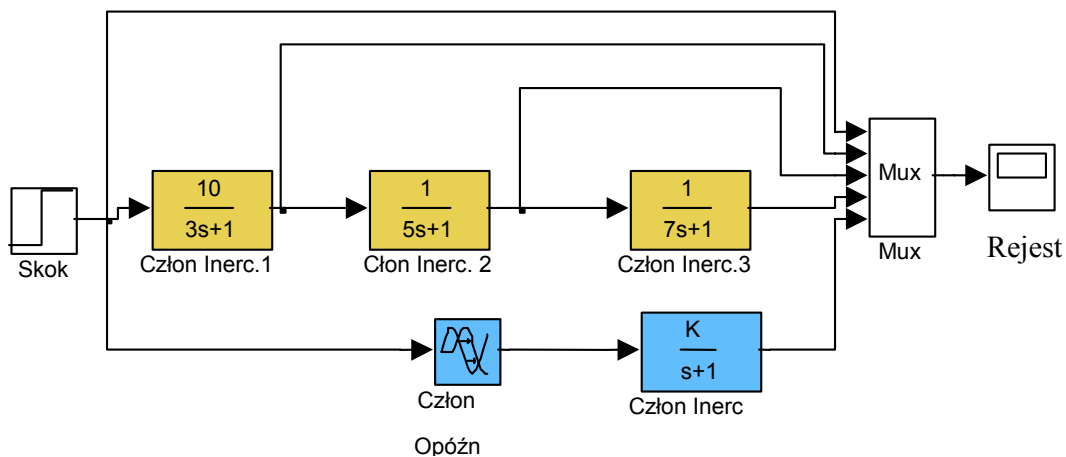 10
3s+1
1
5s+1
1
7s+1
Mux
Skok
Człon Inerc.1
Cłon Inerc. 2
Człon Inerc.3
Mux
Rejest
K
s+1
Człon
Opóźn
Człon Inerc